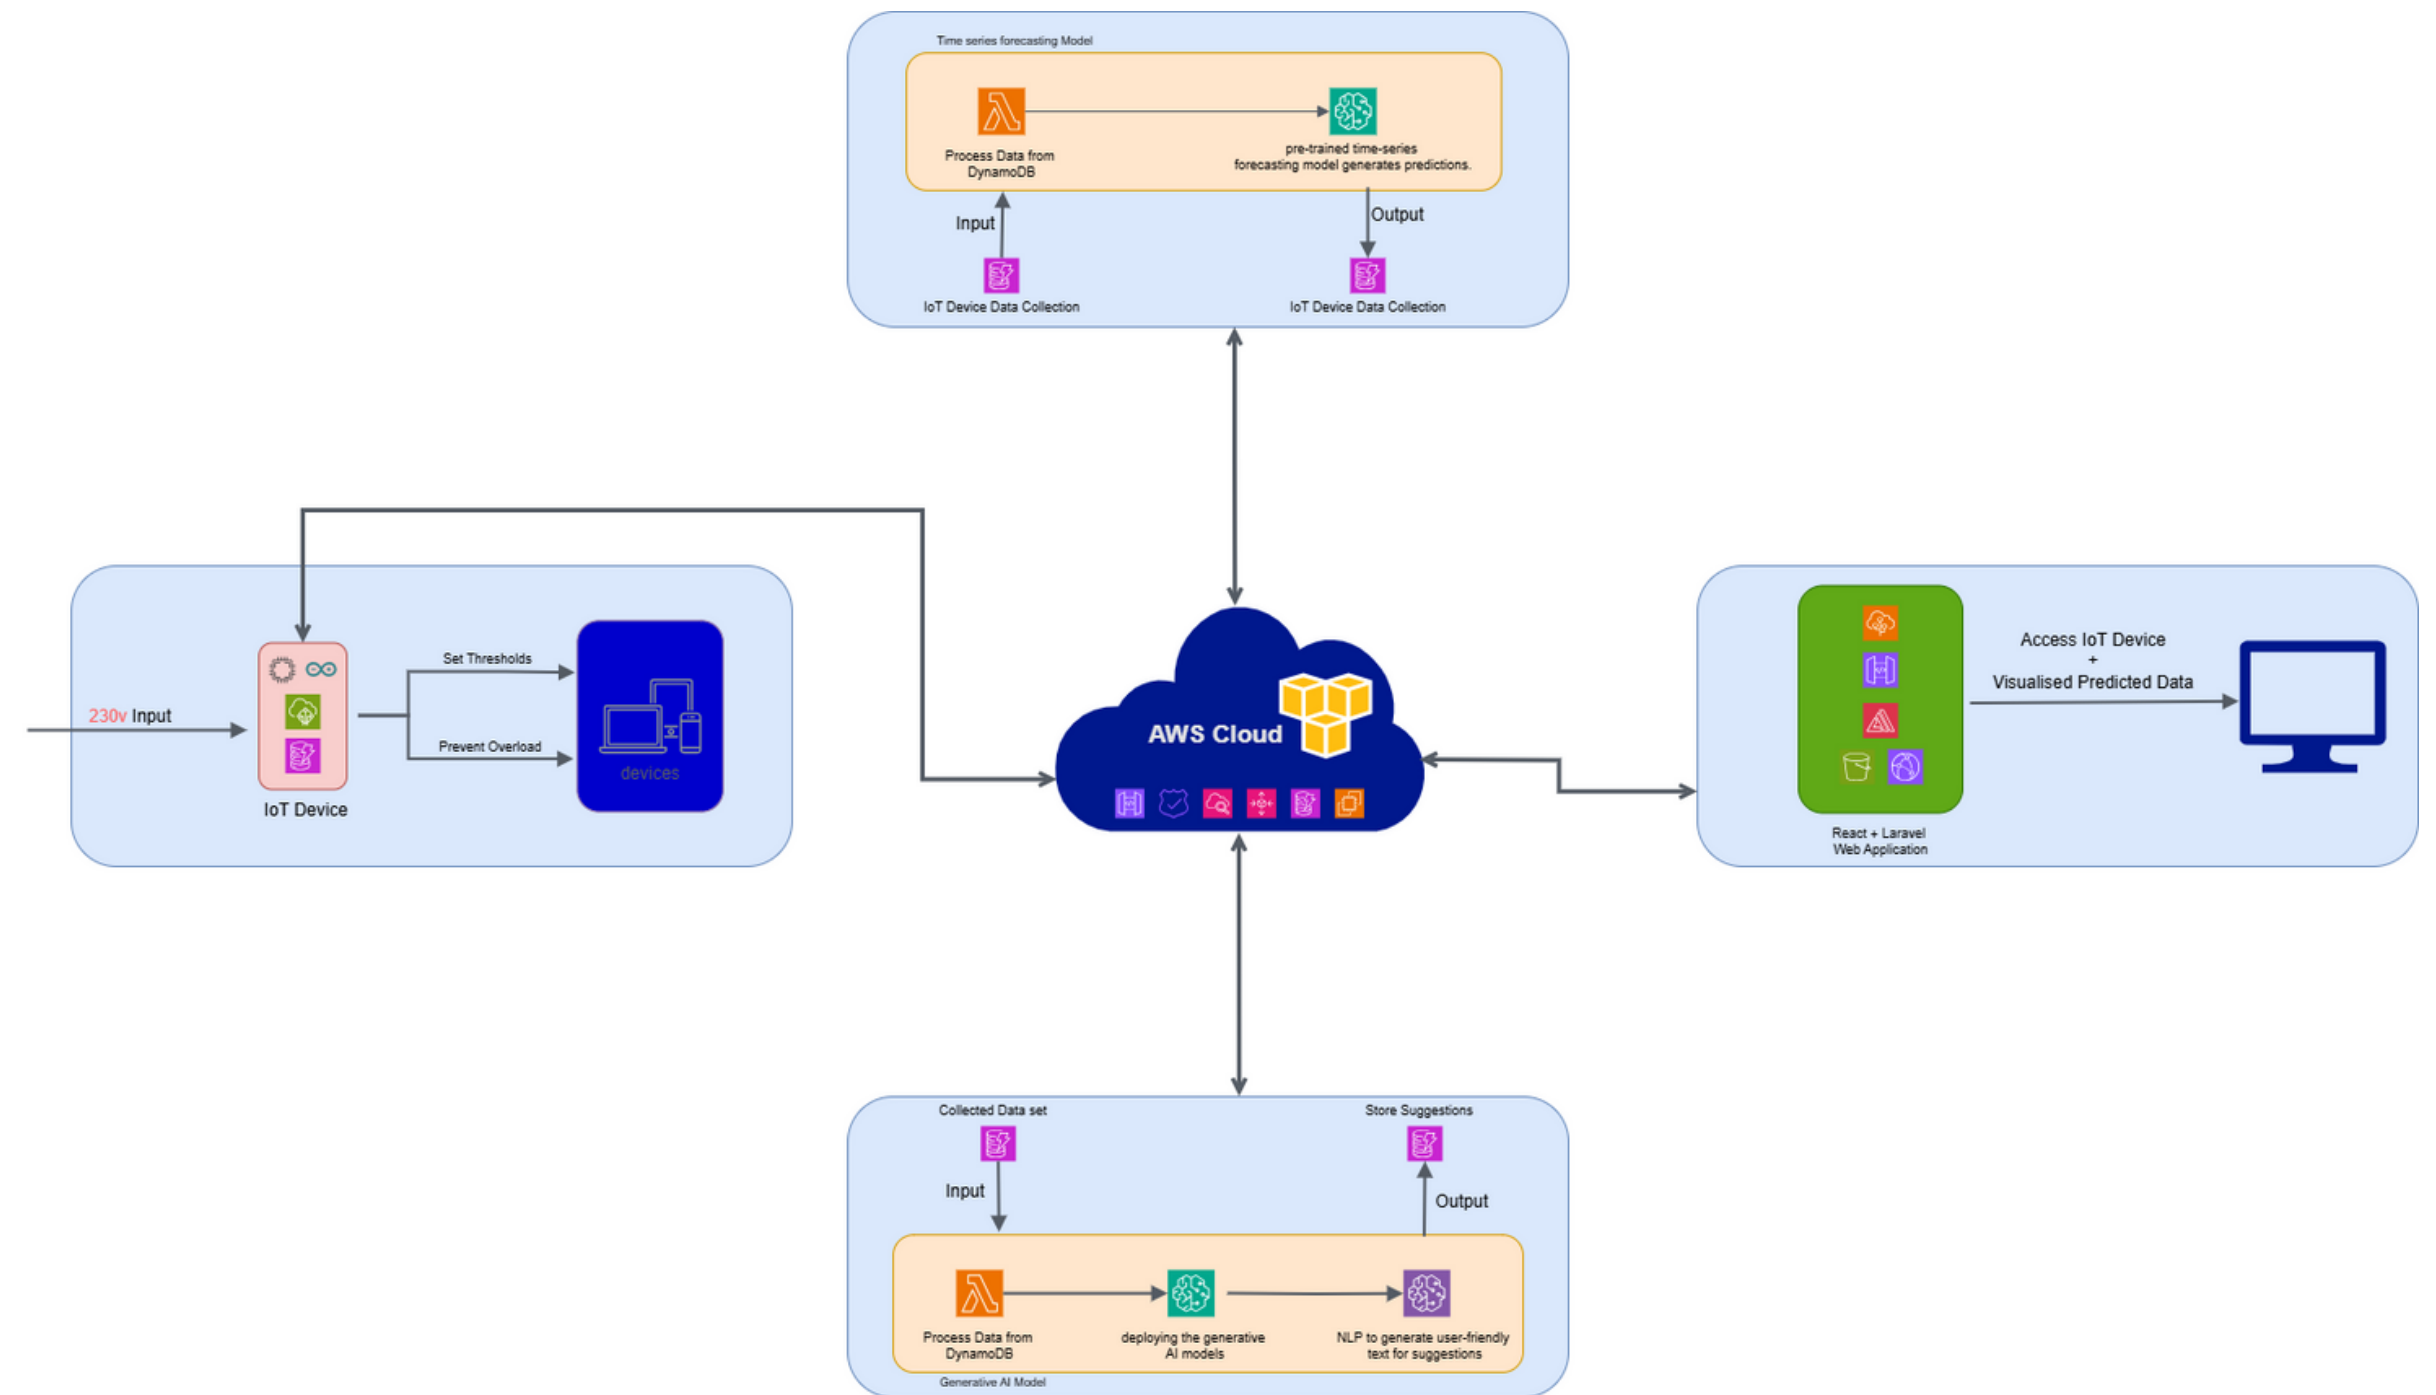 Time series forecasting Model
Process Data from
DynamoDB
pre-trained time-series
forecasting model generates predictions.
Input
Output
IoT Device Data Collection
IoT Device Data Collection
230v Input
IoT Device
Set Thresholds
Prevent Overload
devices
AWS Cloud
React + Laravel
Web Application
Access IoT Device
+
Visualised Predicted Data
Collected Data set
Store Suggestions
Input
Output
Process Data from
DynamoDB
deploying the generative
AI models
NLP to generate user-friendly
text for suggestions
Generative AI Model